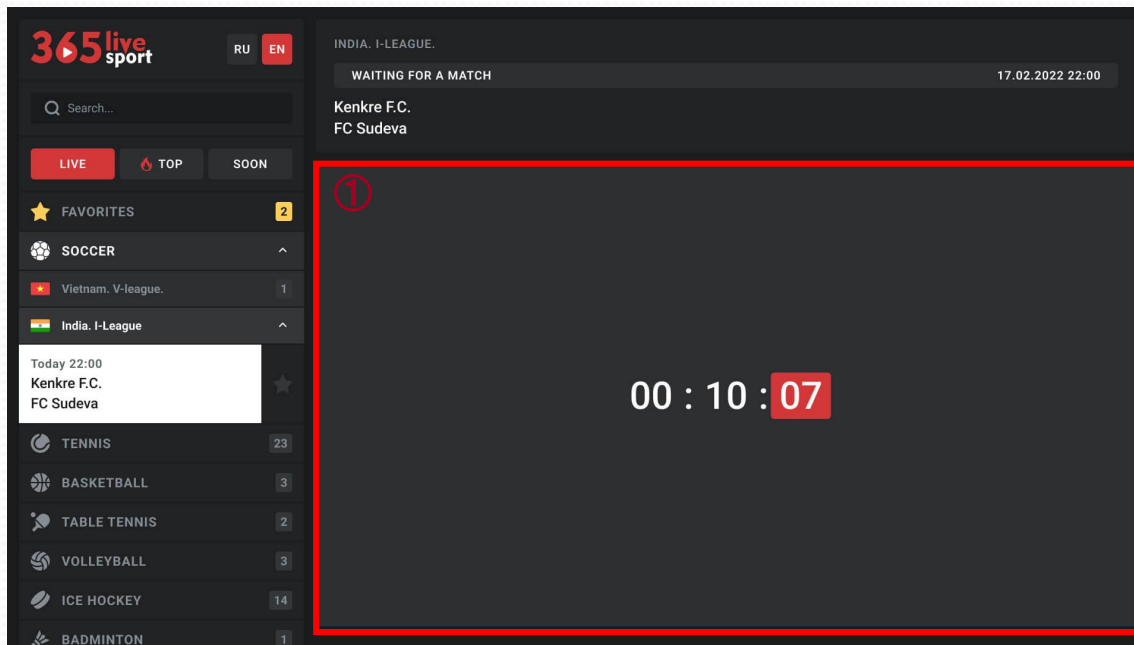 365 live sport
RU EN
Search...
LIVE TOP SOON
FAVORITES 2
SOCCER
Vietnam. V-league. 1
India. I-League
Today 22:00
Kenkre F.C.
FC Sudeva
TENNIS 23
BASKETBALL 3
TABLE TENNIS 2
VOLLEYBALL 3
ICE HOCKEY 14
BADMINTON 1
INDIA. I-LEAGUE.
WAITING FOR A MATCH 17.02.2022 22:00
Kenkre F.C.
FC Sudeva
①
00 : 10 : 07